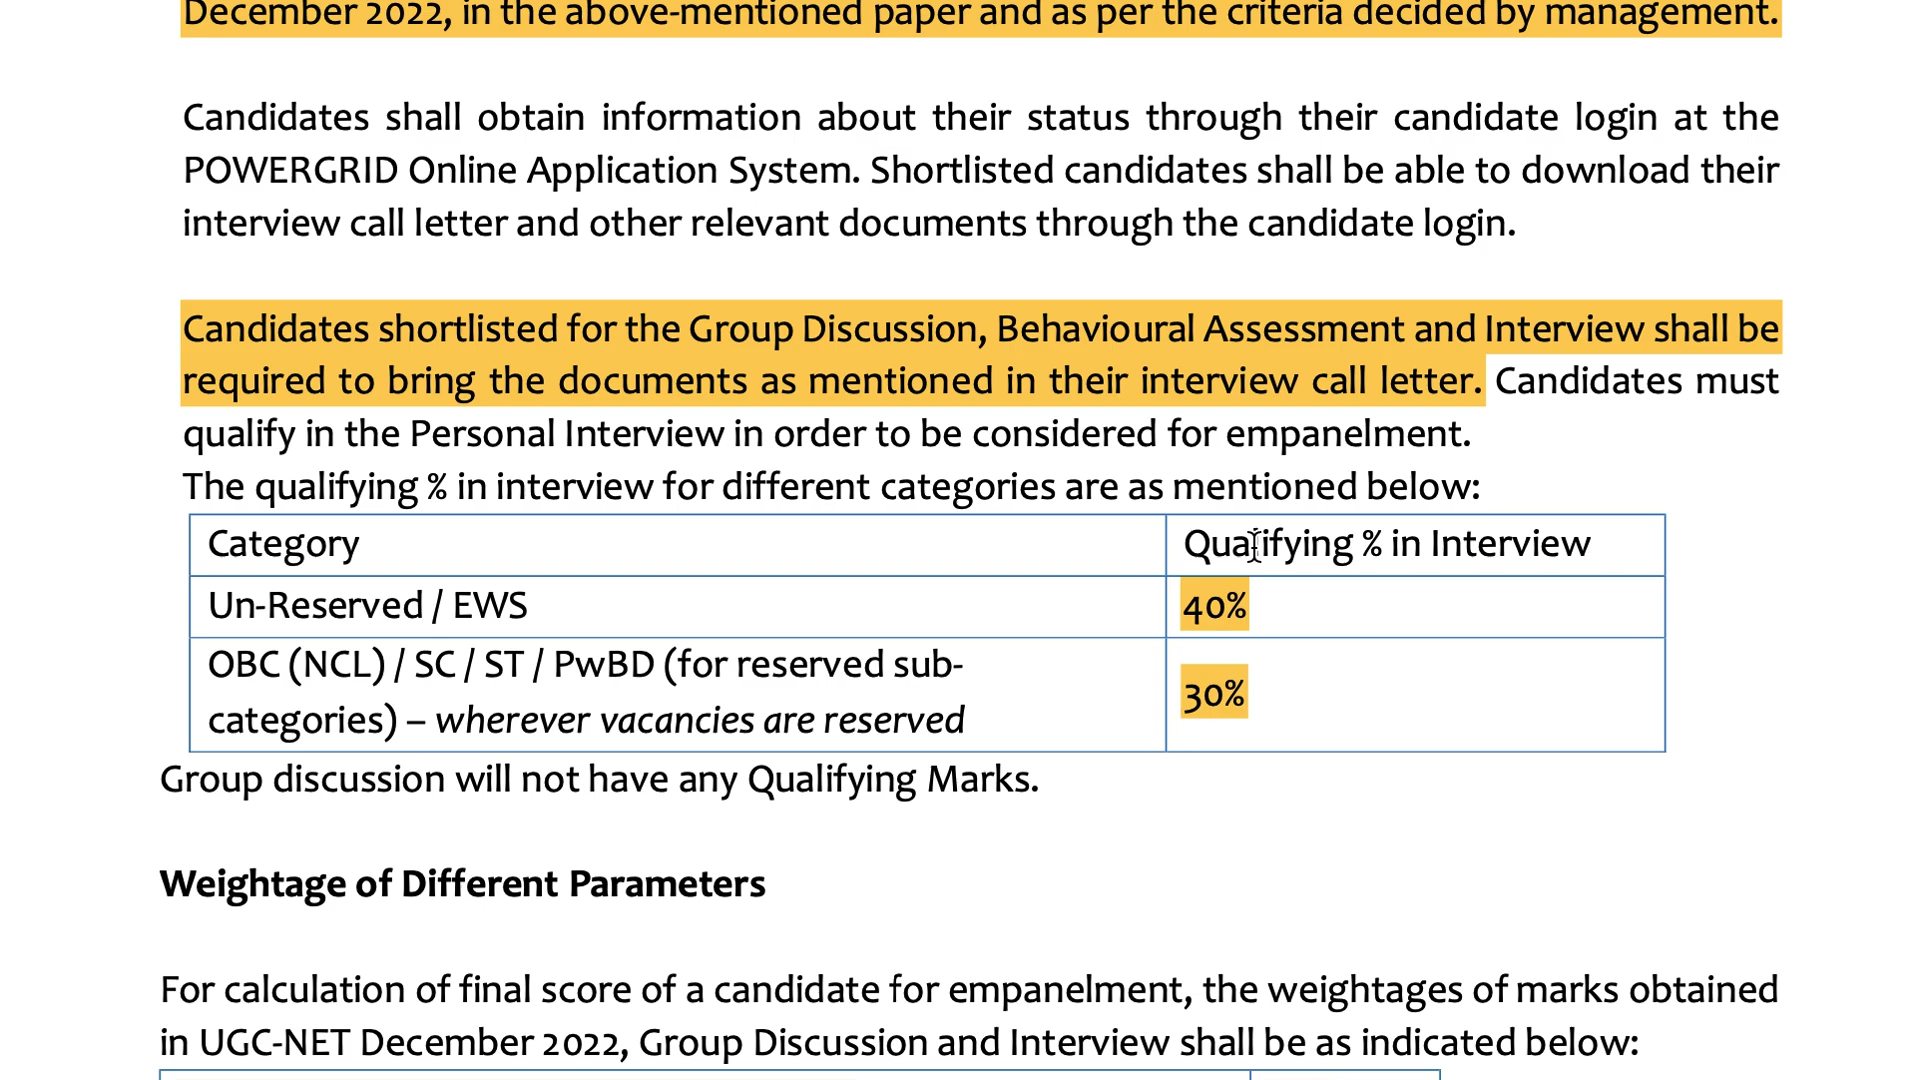 December 2022, in the above-mentioned paper and as per the criteria decided by management.
Candidates shall obtain information about their status through their candidate login at the
POWERGRID Online Application System. Shortlisted candidates shall be able to download their
interview call letter and other relevant documents through the candidate login.
Candidates shortlisted for the Group Discussion, Behavioural Assessment and Interview shall be
required to bring the documents as mentioned in their interview call letter. Candidates must
qualify in the Personal Interview in order to be considered for empanelment.
The qualifying % in interview for different categories are as mentioned below:
Category Qualifying % in Interview
Un-Reserved / EWS 40%
OBC (NCL) / SC / ST / PwBD (for reserved sub-
categories) – wherever vacancies are reserved 30%
Group discussion will not have any Qualifying Marks.
Weightage of Different Parameters
For calculation of final score of a candidate for empanelment, the weightages of marks obtained
in UGC-NET December 2022, Group Discussion and Interview shall be as indicated below: